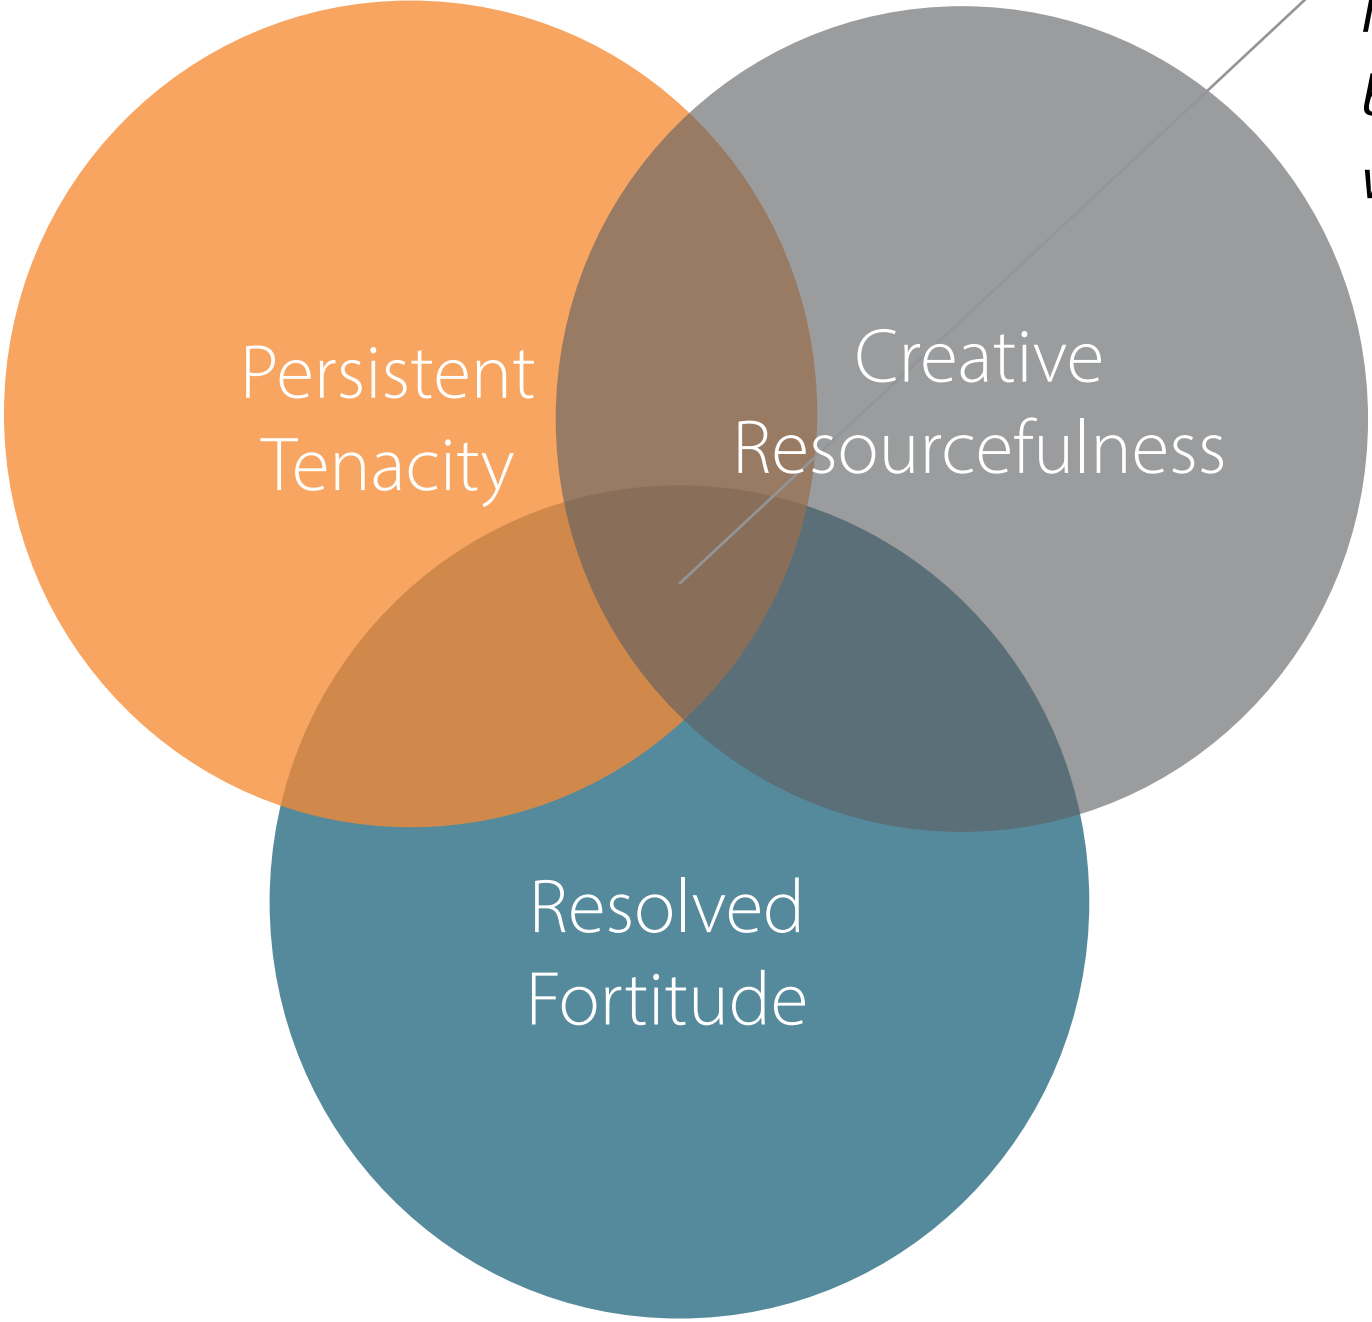 Persistent
Tenacity
Creative
Resourcefulness
Resolved
Fortitude